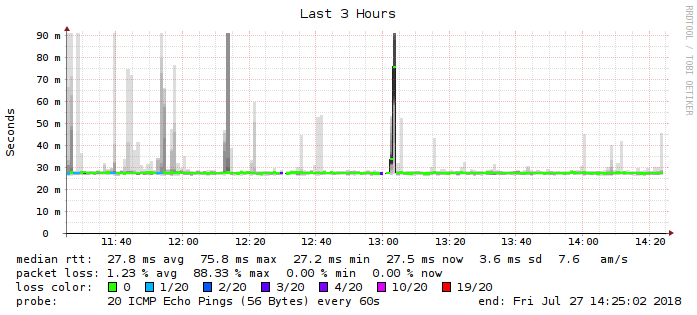 Last 3 Hours
RRDTOOL / TOBI OETIKER
Seconds
90 m
80 m
70 m
60 m
50 m
40 m
30 m
20 m
10 m
0
11:40 12:00 12:20 12:40 13:00 13:20 13:40 14:00 14:20
median rtt: 27.8 ms avg 75.8 ms max 27.2 ms min 27.5 ms now 3.6 ms sd 7.6 am/s
packet loss: 1.23 % avg 88.33 % max 0.00 % min 0.00 % now
loss color: 0 1/20 2/20 3/20 4/20 10/20 19/20
probe: 20 ICMP Echo Pings (56 Bytes) every 60s end: Fri Jul 27 14:25:02 2018